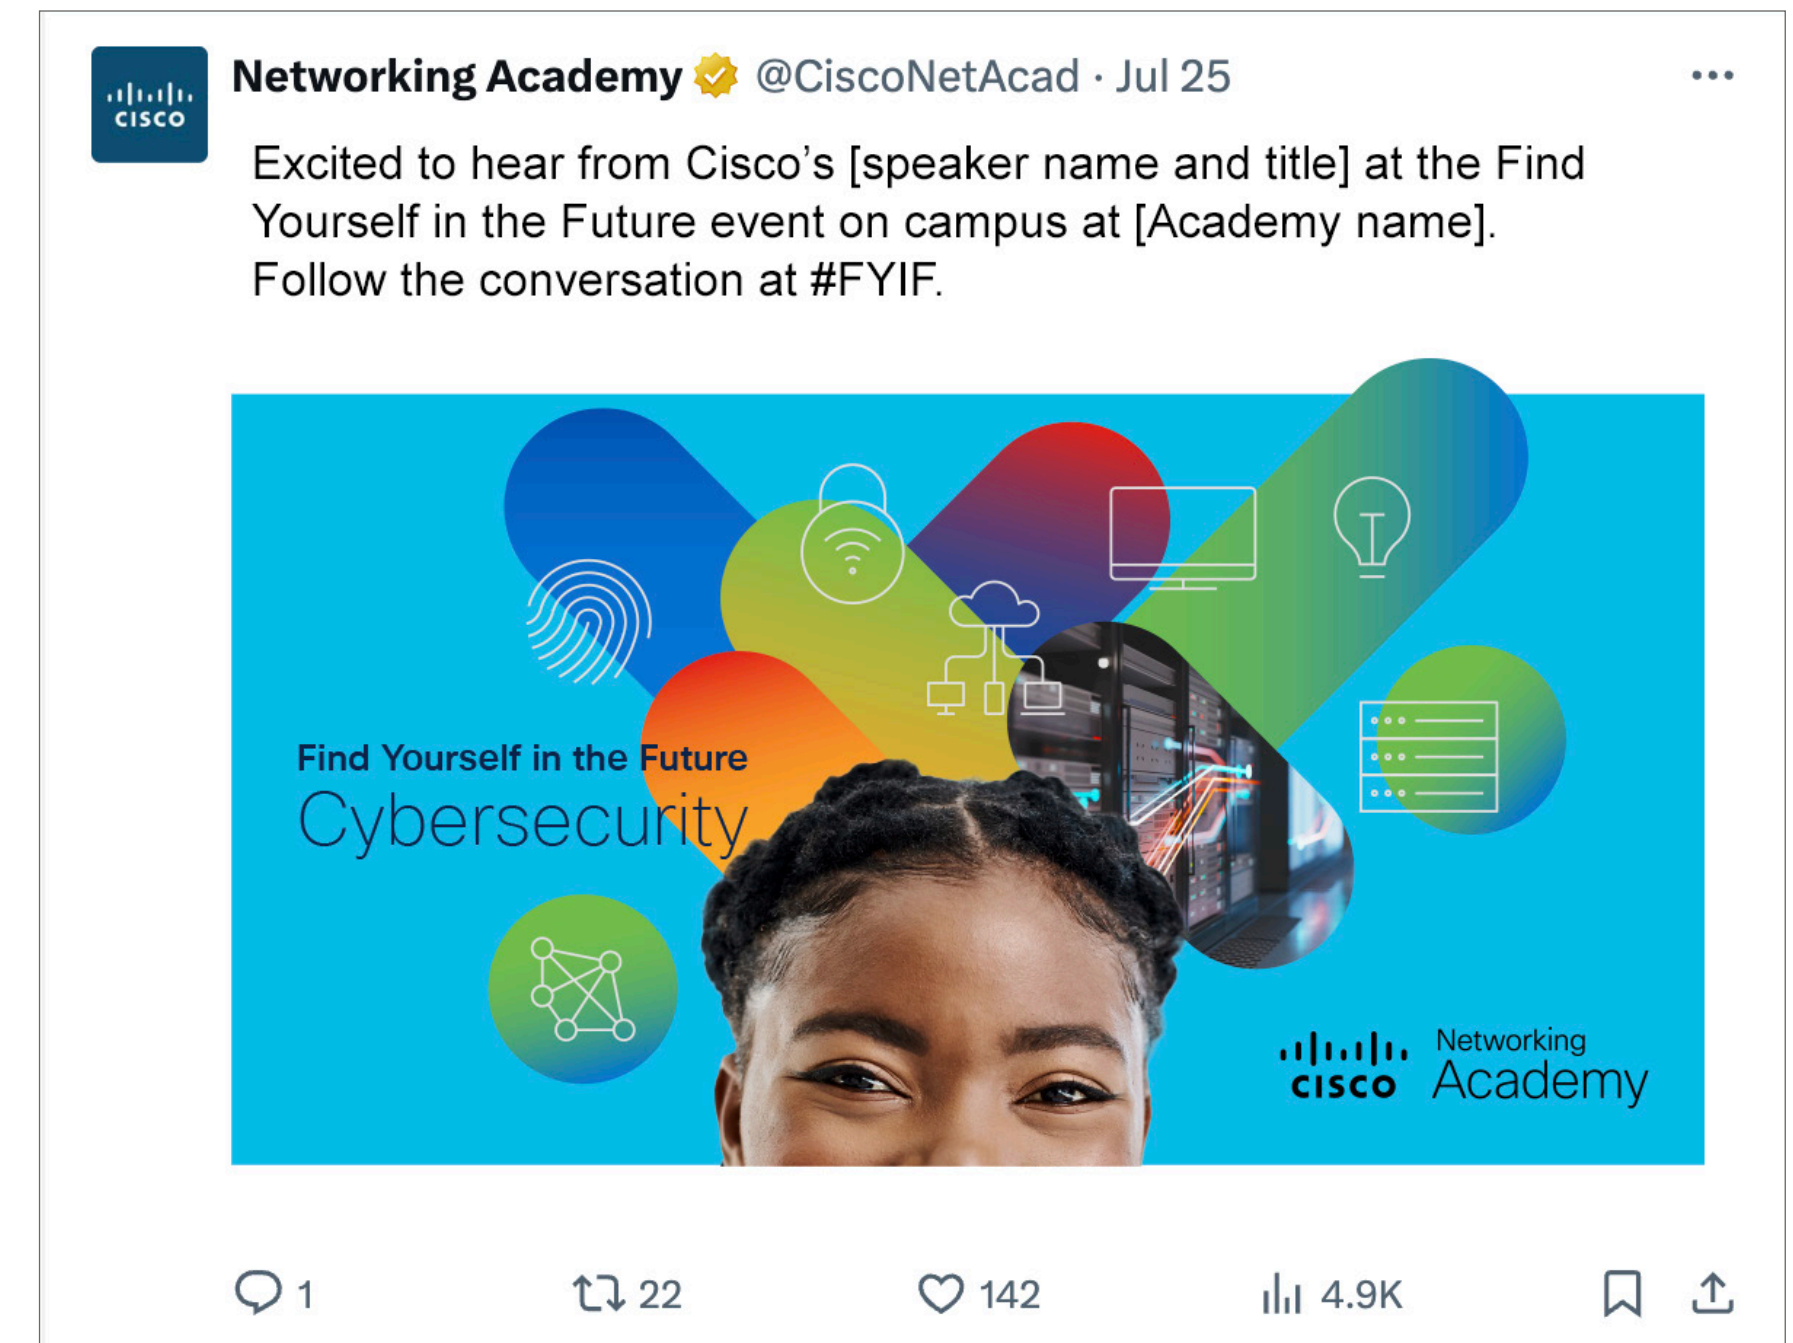 CISCO
Networking Academy @CiscoNetAcad · Jul 25
Excited to hear from Cisco’s [speaker name and title] at the Find
Yourself in the Future event on campus at [Academy name].
Follow the conversation at #FYIF.
Find Yourself in the Future
Cybersecurity
CISCO
Networking
Academy
1
22
142
4.9K